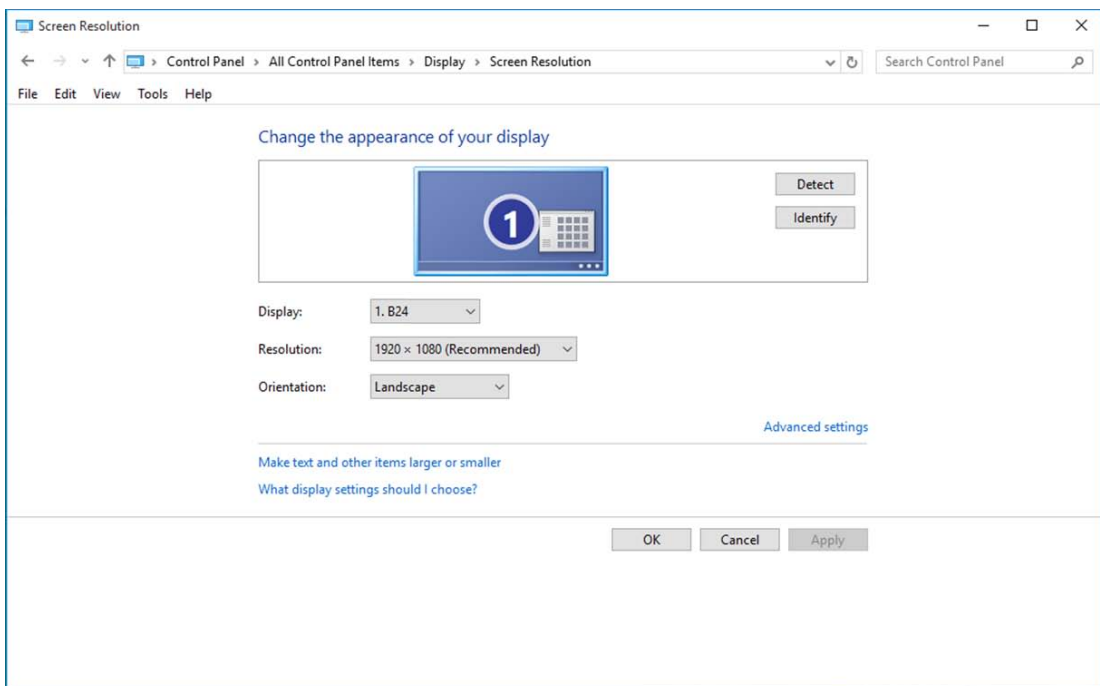 Screen Resolution
Control Panel > All Control Panel Items > Display > Screen Resolution
Search Control Panel
File Edit View Tools Help
Change the appearance of your display
1
Detect
Identify
Display: 1. B24
Resolution: 1920 × 1080 (Recommended)
Orientation: Landscape
Advanced settings
Make text and other items larger or smaller
What display settings should I choose?
OK Cancel Apply